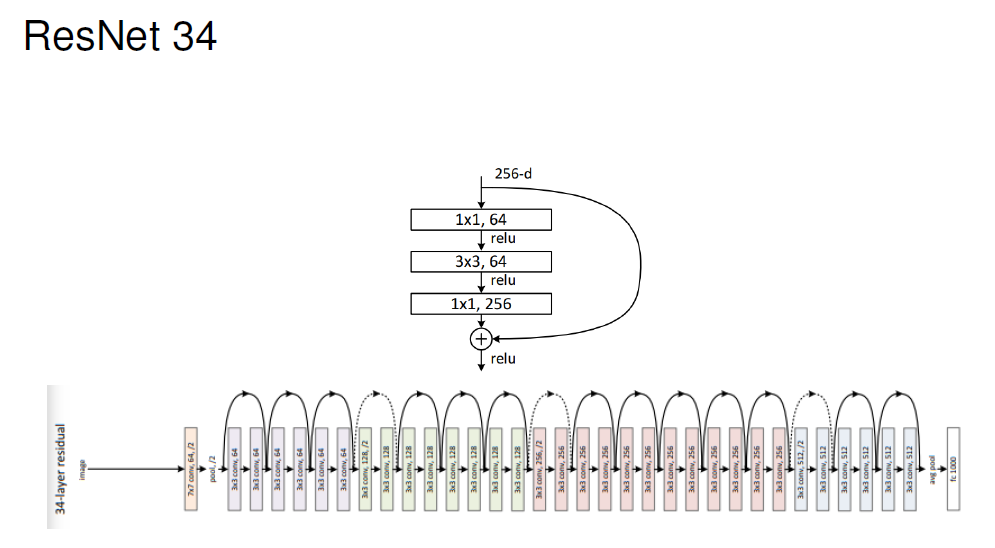 ResNet 34
256-d
1x1, 64
relu
3x3, 64
relu
1x1, 256
relu
34-layer residual
image
7x7 conv, 64, /2
pool, /2
3x3 conv, 64
3x3 conv, 64
3x3 conv, 64
3x3 conv, 64
3x3 conv, 64
3x3 conv, 64
3x3 conv, 128, /2
3x3 conv, 128
3x3 conv, 128
3x3 conv, 128
3x3 conv, 128
3x3 conv, 128
3x3 conv, 128
3x3 conv, 128
3x3 conv, 256, /2
3x3 conv, 256
3x3 conv, 256
3x3 conv, 256
3x3 conv, 256
3x3 conv, 256
3x3 conv, 256
3x3 conv, 256
3x3 conv, 256
3x3 conv, 256
3x3 conv, 256
3x3 conv, 256
3x3 conv, 512, /2
3x3 conv, 512
3x3 conv, 512
3x3 conv, 512
3x3 conv, 512
3x3 conv, 512
avg pool
fc 1000